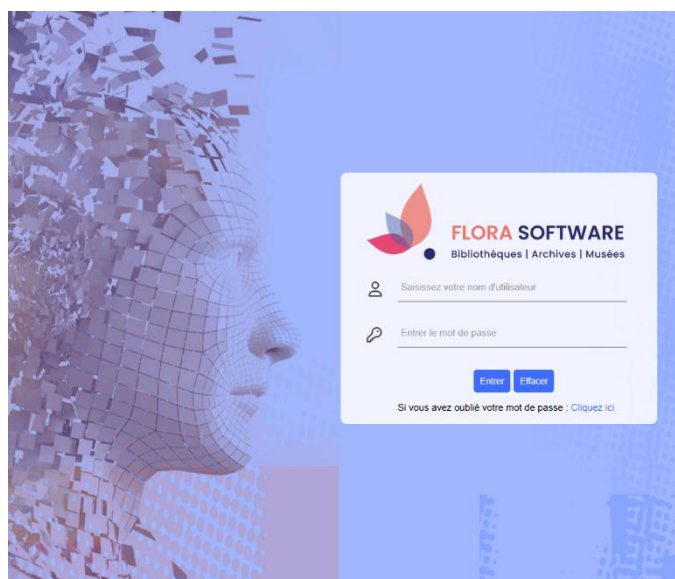 FLORA SOFTWARE
Bibliothèques | Archives | Musées
Saisissez votre nom d'utilisateur
Entrer le mot de passe
Entrer Effacer
Si vous avez oublié votre mot de passe : Cliquez ici